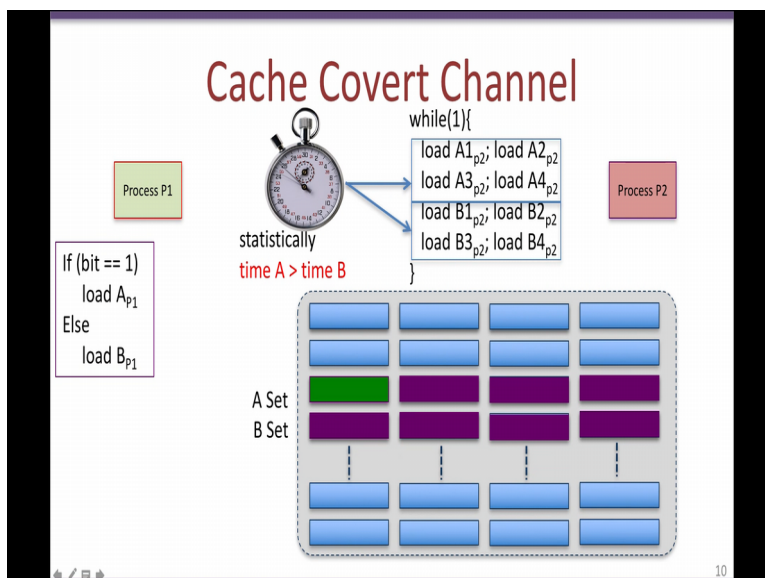 Cache Covert Channel
while(1){
load A1p2; load A2p2
load A3p2; load A4p2
load B1p2; load B2p2
load B3p2; load B4p2
}
Process P1
Process P2
statistically
time A > time B
If (bit == 1)
load AP1
Else
load BP1
A Set
B Set
10